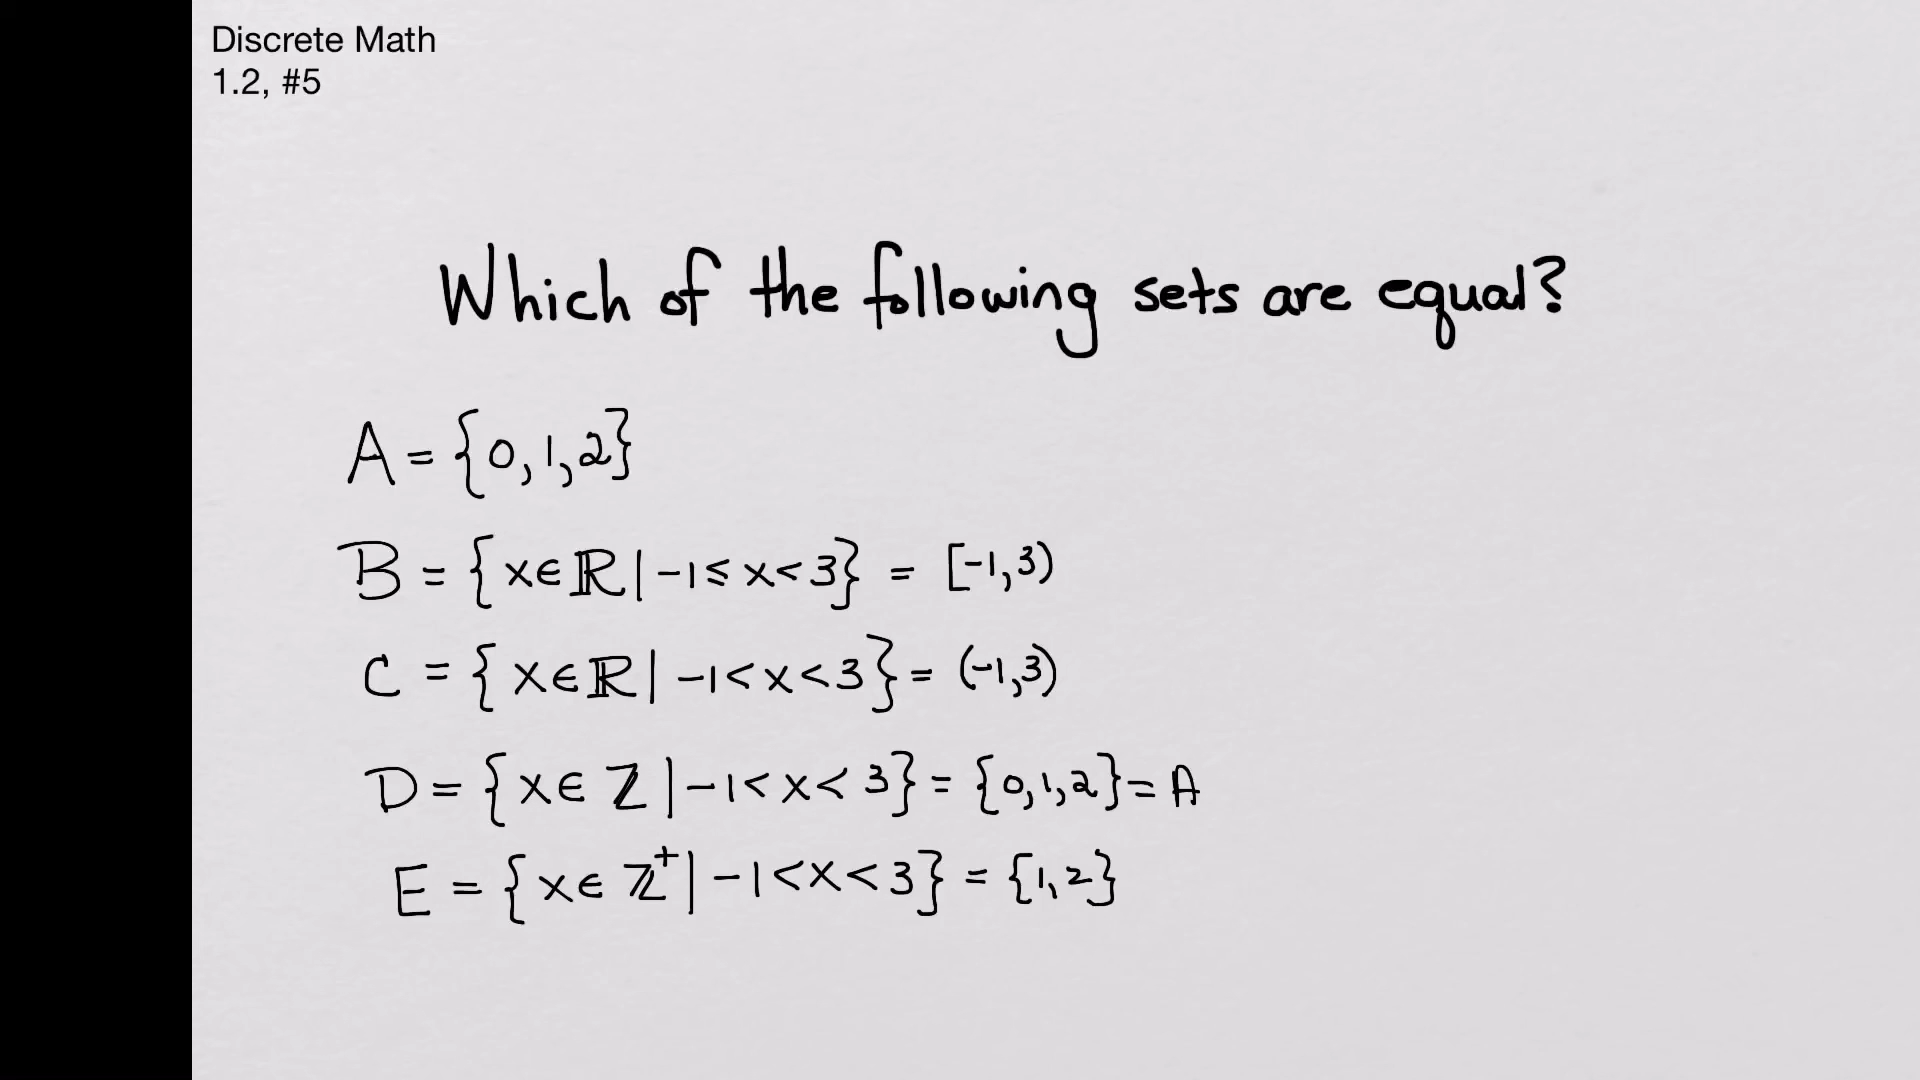 Discrete Math
1.2, #5
Which of the following sets are equal?
A = {0, 1, 2}
B = {x ∈ ℝ | -1 ≤ x < 3} = [-1, 3)
C = {x ∈ ℝ | -1 < x < 3} = (-1, 3)
D = {x ∈ ℤ | -1 < x < 3} = {0, 1, 2} = A
E = {x ∈ ℤ⁺ | -1 < x < 3} = {1, 2}